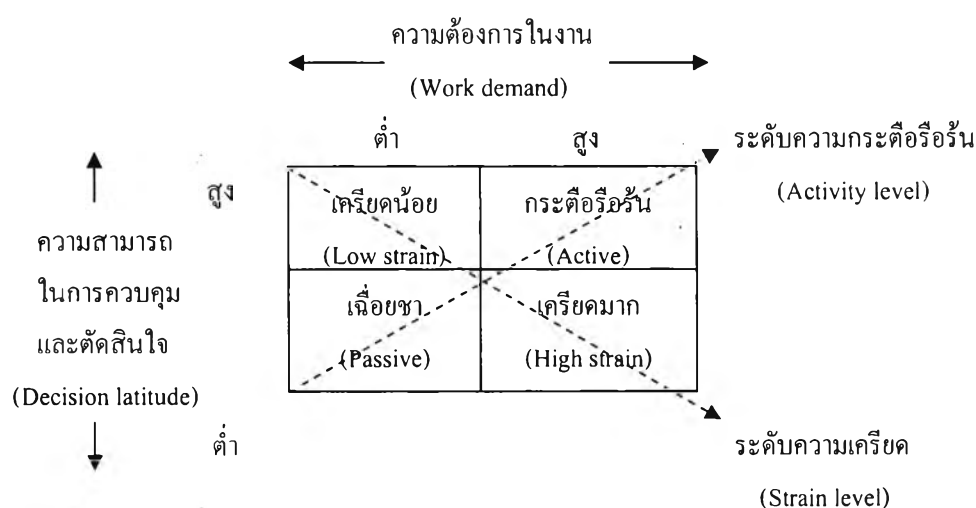 ความต้องการในงาน
(Work demand)
ต่ำ สูง ระดับความกระตือรือร้น
(Activity level)
สูง เครียดน้อย กระตือรือร้น
(Low strain) (Active)
ความสามารถ
ในการควบคุม
และตัดสินใจ
(Decision latitude)
เฉื่อยชา เครียดมาก
(Passive) (High strain)
ต่ำ ระดับความเครียด
(Strain level)